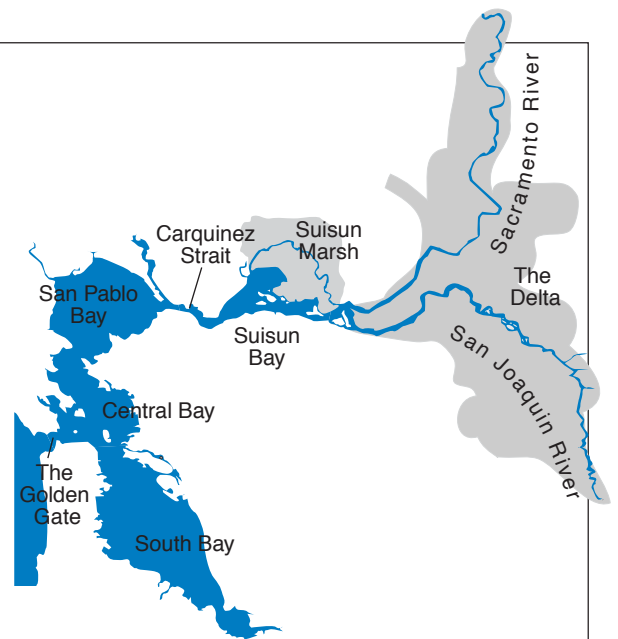 Sacramento River
Carquinez
Strait
Suisun
Marsh
The
Delta
San Pablo
Bay
Suisun
Bay
San Joaquin River
Central Bay
The
Golden
Gate
South Bay